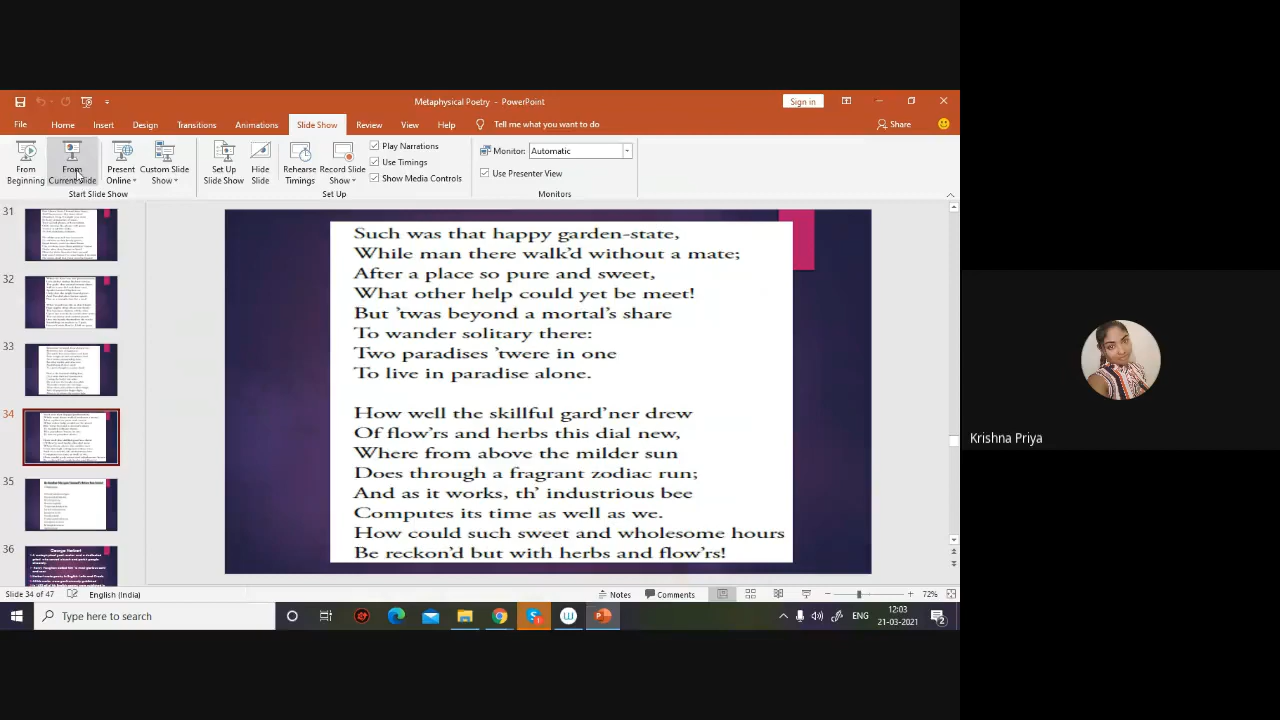 Metaphysical Poetry - PowerPoint
Sign in
File Home Insert Design Transitions Animations Slide Show Review View Help Tell me what you want to do
Share
From Beginning
From Current Slide
Present Online
Custom Slide Show
Set Up Slide Show
Hide Slide
Rehearse Timings
Record Slide Show
Play Narrations
Use Timings
Show Media Controls
Monitor: Automatic
Use Presenter View
Start Slide Show
Set Up
Monitors
31
32
33
34
35
36
George Herbert
Such was that happy garden-state,
While man there walk'd without a mate;
After a place so pure and sweet,
What other help could yet be meet!
But 'twas beyond a mortal's share
To wander solitary there:
Two paradises 'twere in one
To live in paradise alone.
How well the skillful gard'ner drew
Of flow'rs and herbs this dial new,
Where from above the milder sun
Does through a fragrant zodiac run;
And as it works, th' industrious bee
Computes its time as well as we.
How could such sweet and wholesome hours
Be reckon'd but with herbs and flow'rs!
Slide 34 of 47
English (India)
Notes
Comments
72%
Type here to search
ENG
12:03
21-03-2021
2
Krishna Priya